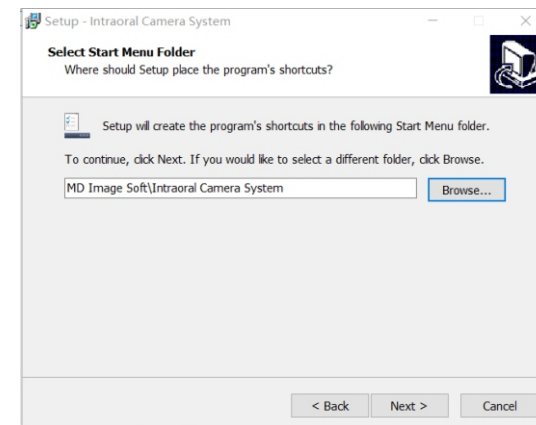 Setup - Intraoral Camera System
Select Start Menu Folder
Where should Setup place the program's shortcuts?
Setup will create the program's shortcuts in the following Start Menu folder.
To continue, click Next. If you would like to select a different folder, click Browse.
MD Image Soft\Intraoral Camera System
Browse...
< Back Next > Cancel